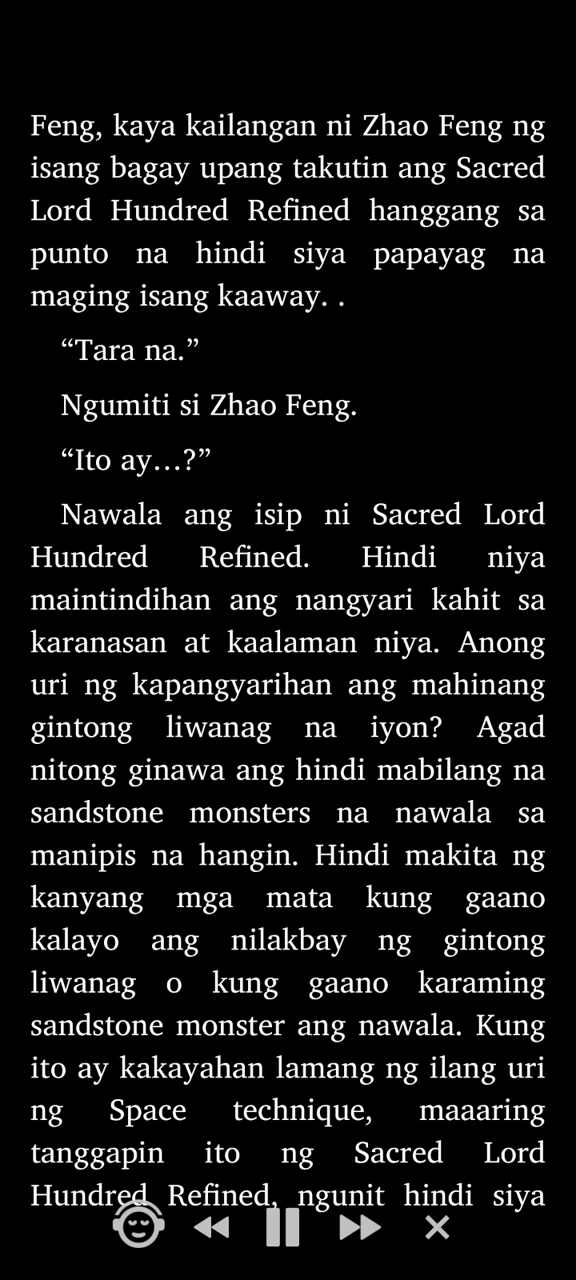 Feng, kaya kailangan ni Zhao Feng ng
isang bagay upang takutin ang Sacred
Lord Hundred Refined hanggang sa
punto na hindi siya papayag na
maging isang kaaway. .
“Tara na.”
Ngumiti si Zhao Feng.
“Ito ay…?”
Nawala ang isip ni Sacred Lord
Hundred Refined. Hindi niya
maintindihan ang nangyari kahit sa
karanasan at kaalaman niya. Anong
uri ng kapangyarihan ang mahinang
gintong liwanag na iyon? Agad
nitong ginawa ang hindi mabilang na
sandstone monsters na nawala sa
manipis na hangin. Hindi makita ng
kanyang mga mata kung gaano
kalayo ang nilakbay ng gintong
liwanag o kung gaano karaming
sandstone monster ang nawala. Kung
ito ay kakayahan lamang ng ilang uri
ng Space technique, maaaring
tanggapin ito ng Sacred Lord
Hundred Refined, ngunit hindi siya